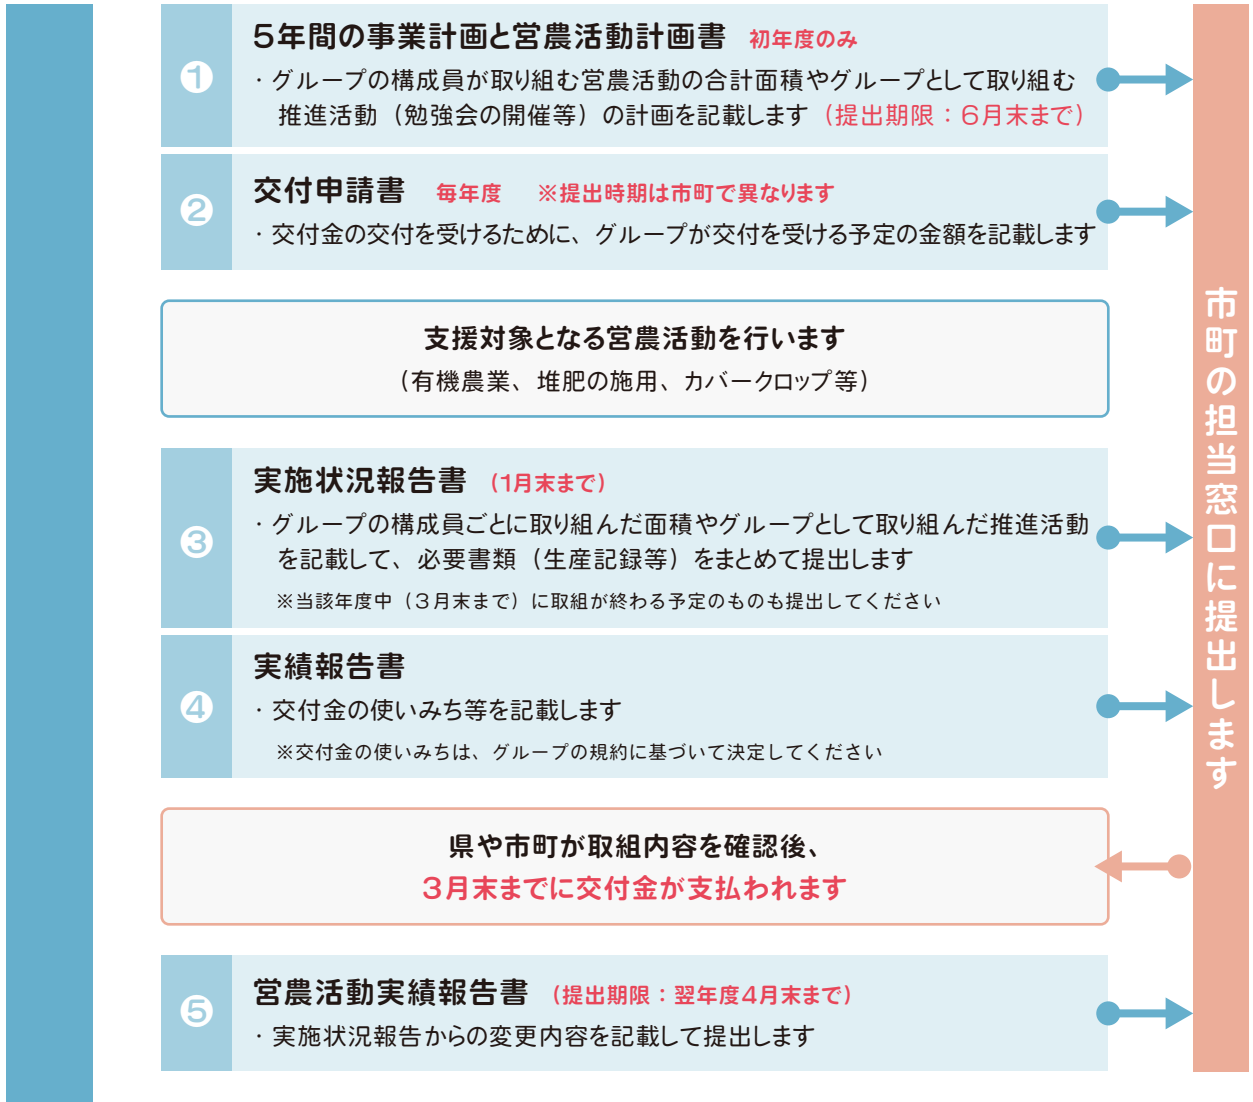 ❶
5年間の事業計画と営農活動計画書 初年度のみ
・グループの構成員が取り組む営農活動の合計面積やグループとして取り組む
推進活動（勉強会の開催等）の計画を記載します（提出期限：6月末まで）
❷
交付申請書 毎年度 ※提出時期は市町で異なります
・交付金の交付を受けるために、グループが交付を受ける予定の金額を記載します
支援対象となる営農活動を行います
（有機農業、堆肥の施用、カバークロップ等）
❸
実施状況報告書（1月末まで）
・グループの構成員ごとに取り組んだ面積やグループとして取り組んだ推進活動
を記載して、必要書類（生産記録等）をまとめて提出します
※当該年度中（3月末まで）に取組が終わる予定のものも提出してください
❹
実績報告書
・交付金の使いみち等を記載します
※交付金の使いみちは、グループの規約に基づいて決定してください
県や市町が取組内容を確認後、
3月末までに交付金が支払われます
❺
営農活動実績報告書（提出期限：翌年度4月末まで）
・実施状況報告からの変更内容を記載して提出します
市町の担当窓口に提出します